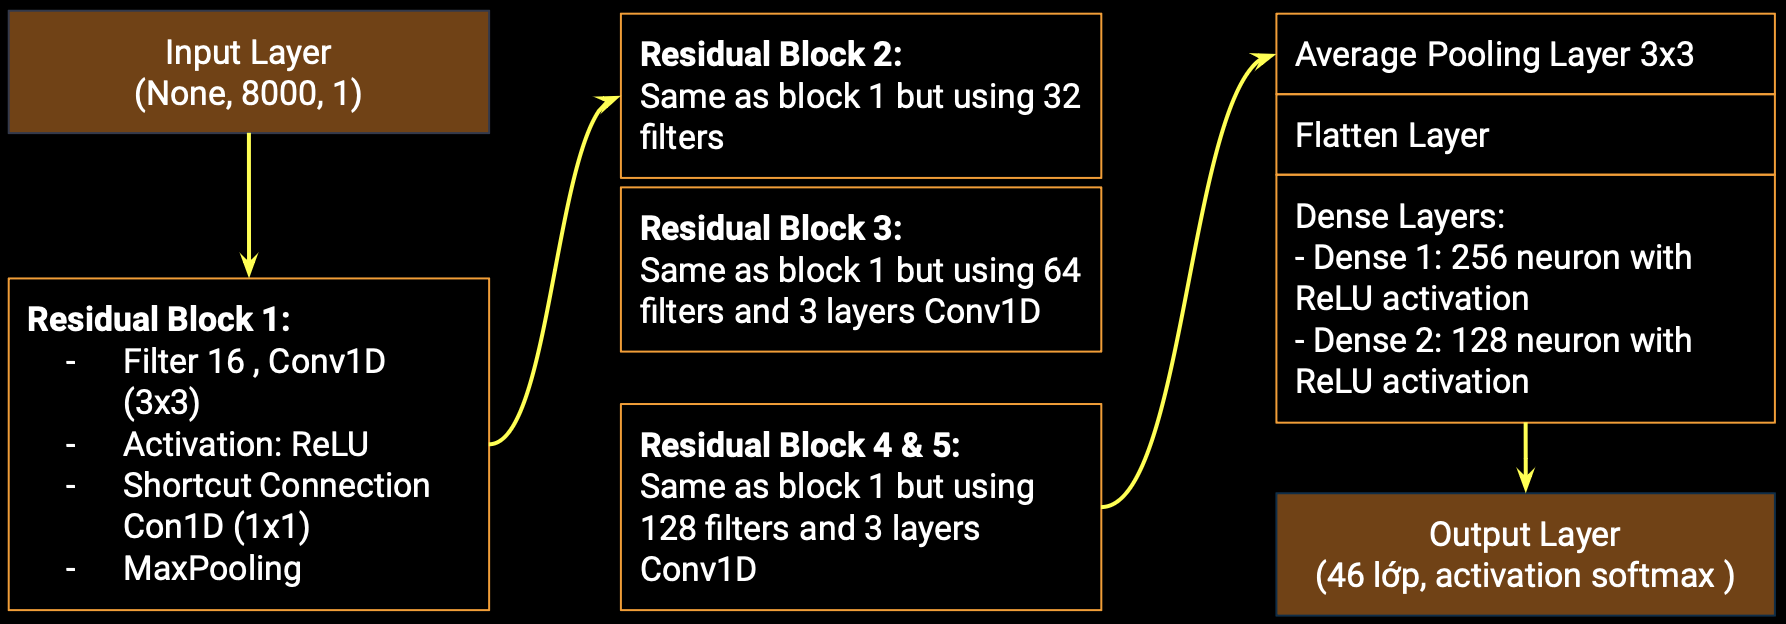 Input Layer
(None, 8000, 1)
Residual Block 1:
- Filter 16 , Conv1D
(3x3)
- Activation: ReLU
- Shortcut Connection
Con1D (1x1)
- MaxPooling
Residual Block 2:
Same as block 1 but using 32
filters
Residual Block 3:
Same as block 1 but using 64
filters and 3 layers Conv1D
Residual Block 4 & 5:
Same as block 1 but using
128 filters and 3 layers
Conv1D
Average Pooling Layer 3x3
Flatten Layer
Dense Layers:
- Dense 1: 256 neuron with
ReLU activation
- Dense 2: 128 neuron with
ReLU activation
Output Layer
(46 lớp, activation softmax )